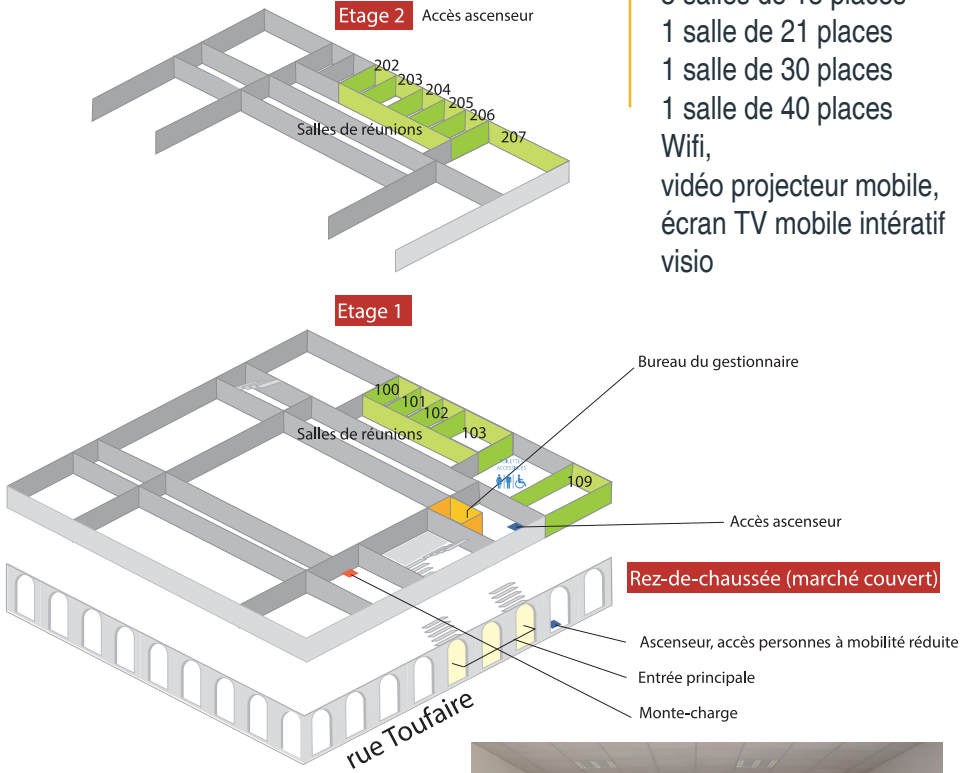 Etage 2 Accès ascenseur
1 salle de 21 places
1 salle de 30 places
1 salle de 40 places
Wifi,
vidéo projecteur mobile,
écran TV mobile intératif
visio
202
203
204
205
206
207
Salles de réunions
Etage 1
Bureau du gestionnaire
100
101
102
103
Salles de réunions
TOILETTES
ACCESSIBLES
109
Accès ascenseur
Rez-de-chaussée (marché couvert)
Ascenseur, accès personnes à mobilité réduite
Entrée principale
Monte-charge
rue Toufaire